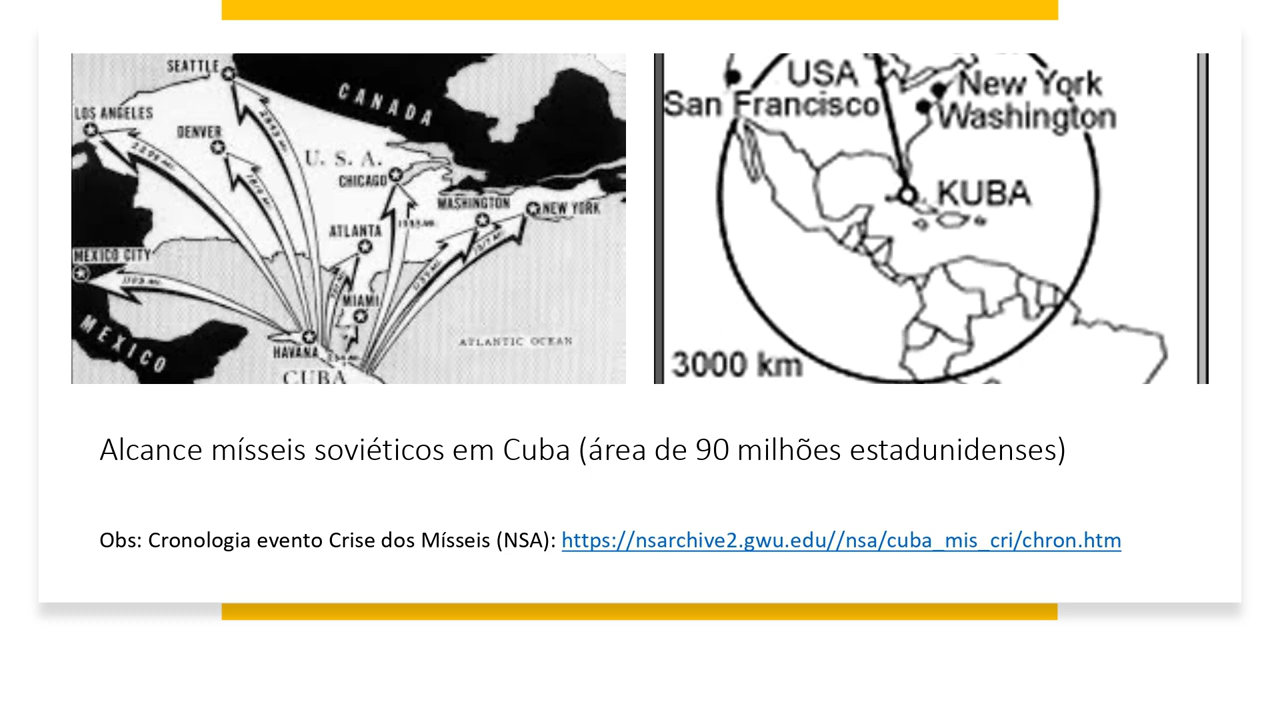 SEATTLE
CANADA
LOS ANGELES
DENVER
U. S. A.
CHICAGO
WASHINGTON
NEW YORK
ATLANTA
MEXICO CITY
MIAMI
MEXICO
HAVANA
ATLANTIC OCEAN
CUBA
USA
New York
San Francisco
Washington
KUBA
3000 km
Alcance mísseis soviéticos em Cuba (área de 90 milhões estadunidenses)
Obs: Cronologia evento Crise dos Mísseis (NSA): https://nsarchive2.gwu.edu//nsa/cuba_mis_cri/chron.htm